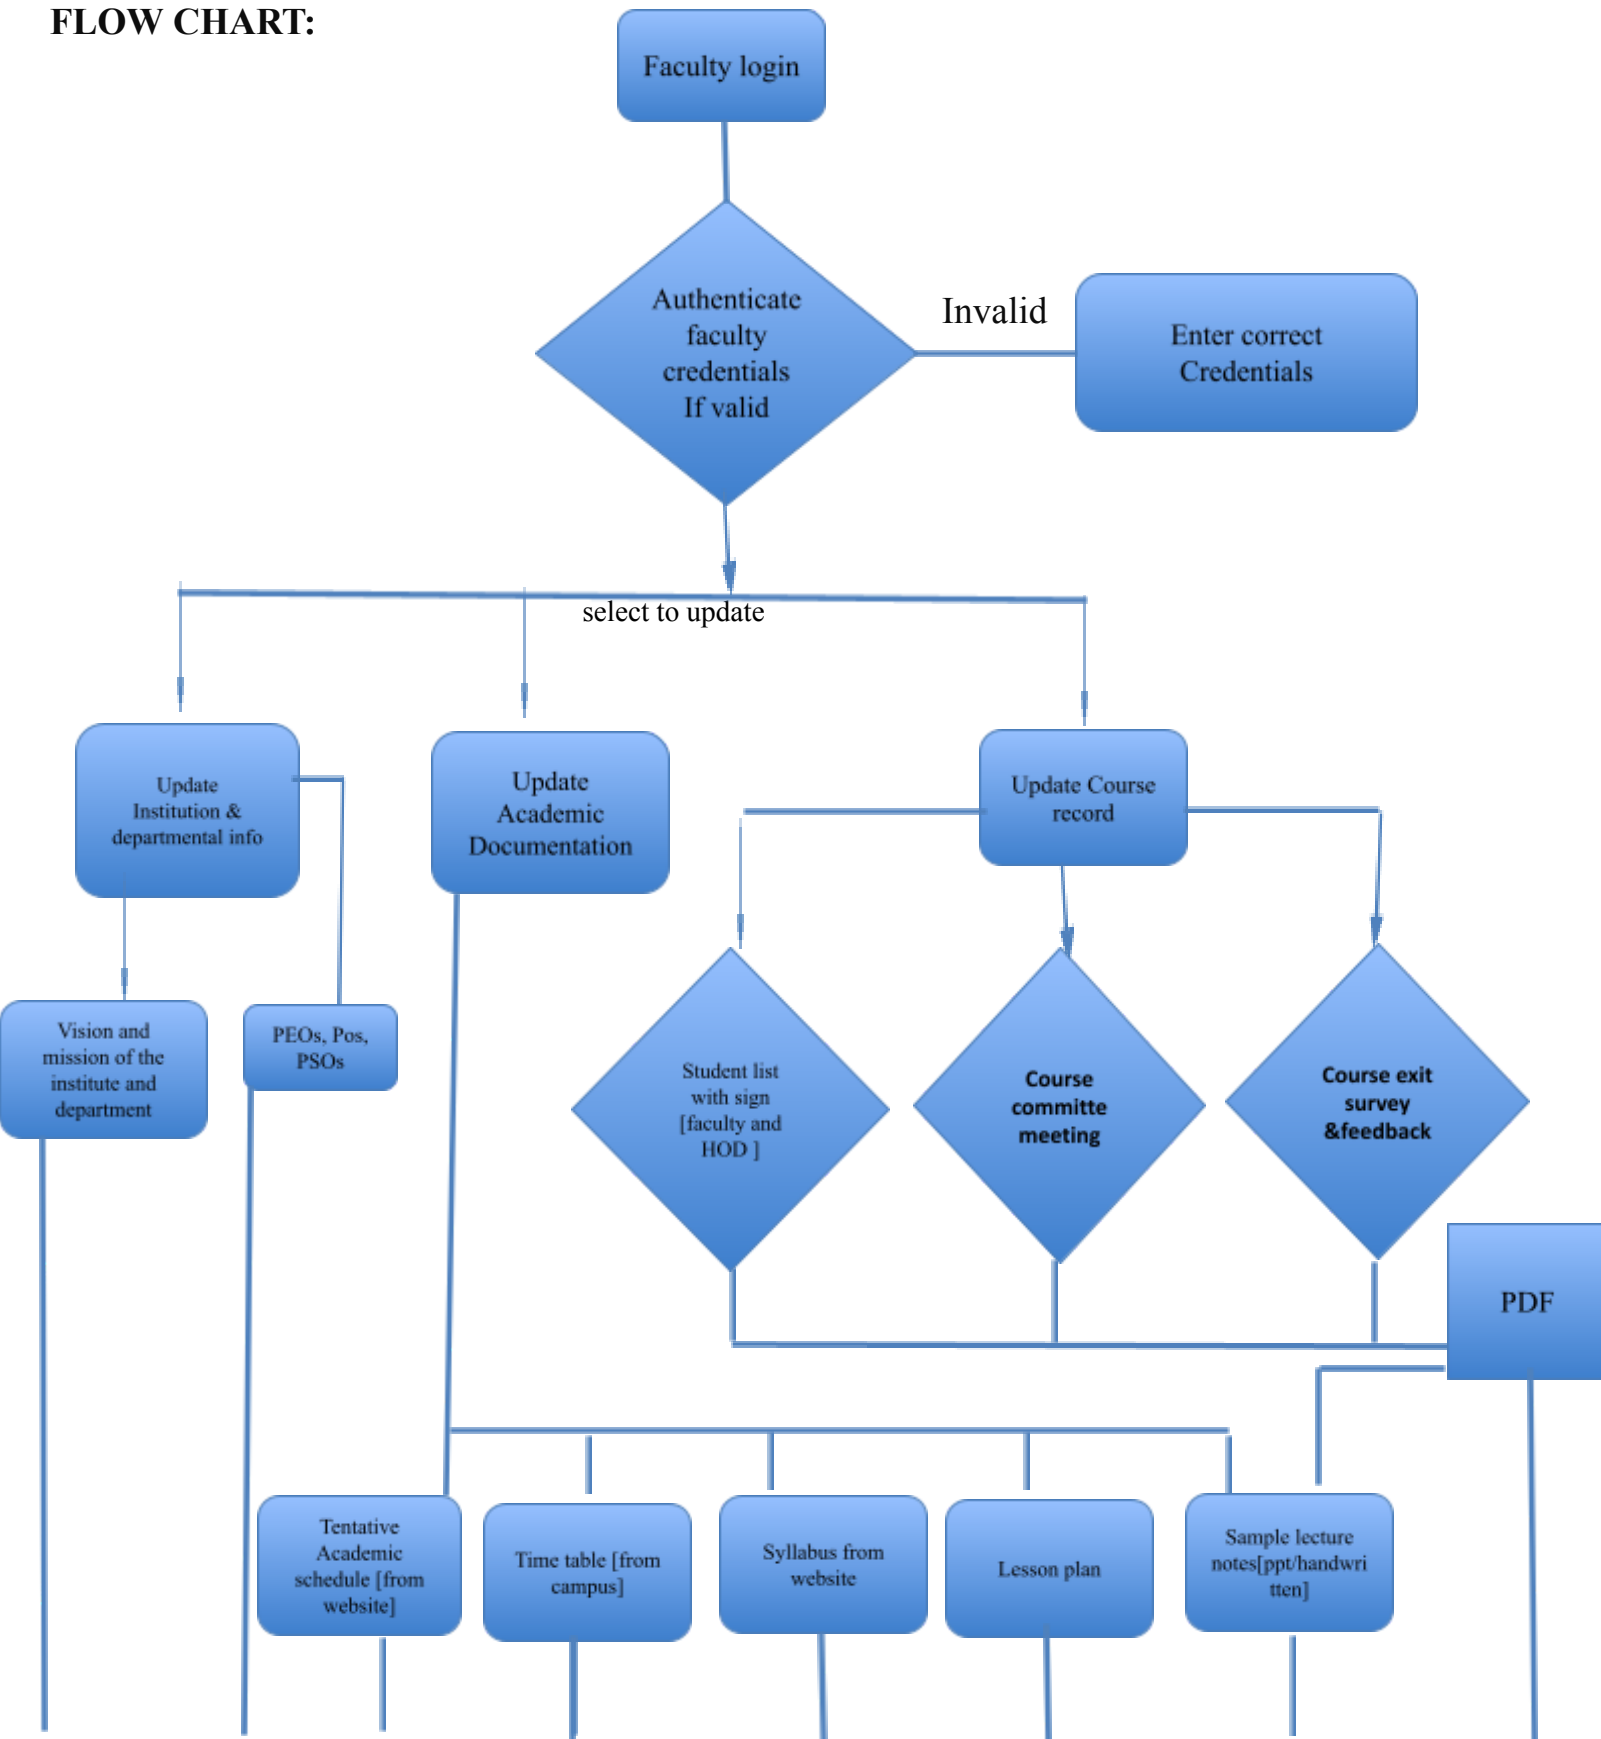 FLOW CHART:
Faculty login
Authenticate
faculty
credentials
If valid
Invalid
Enter correct
Credentials
select to update
Update
Institution &
departmental info
Update
Academic
Documentation
Update Course
record
Vision and
mission of the
institute and
department
PEOs, Pos,
PSOs
Student list
with sign
[faculty and
HOD ]
Course
committe
meeting
Course exit
survey
&feedback
PDF
Tentative
Academic
schedule [from
website]
Time table [from
campus]
Syllabus from
website
Lesson plan
Sample lecture
notes[ppt/handwri
tten]